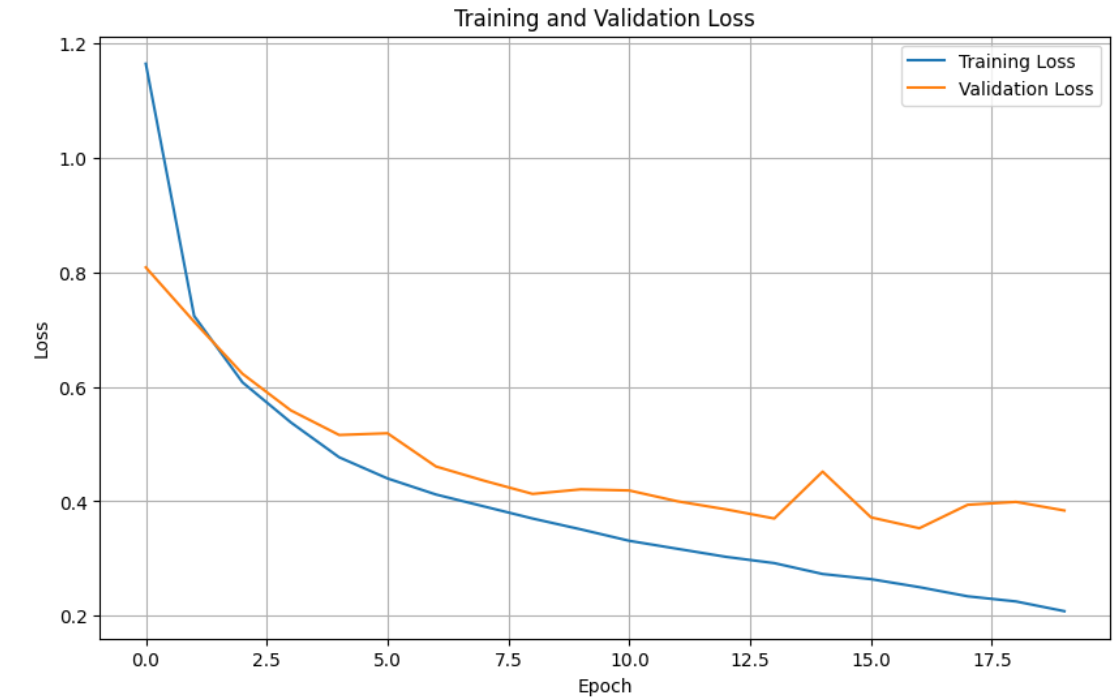 Training and Validation Loss
Training Loss
Validation Loss
1.2
1.0
0.8
0.6
0.4
0.2
Loss
0.0 2.5 5.0 7.5 10.0 12.5 15.0 17.5
Epoch